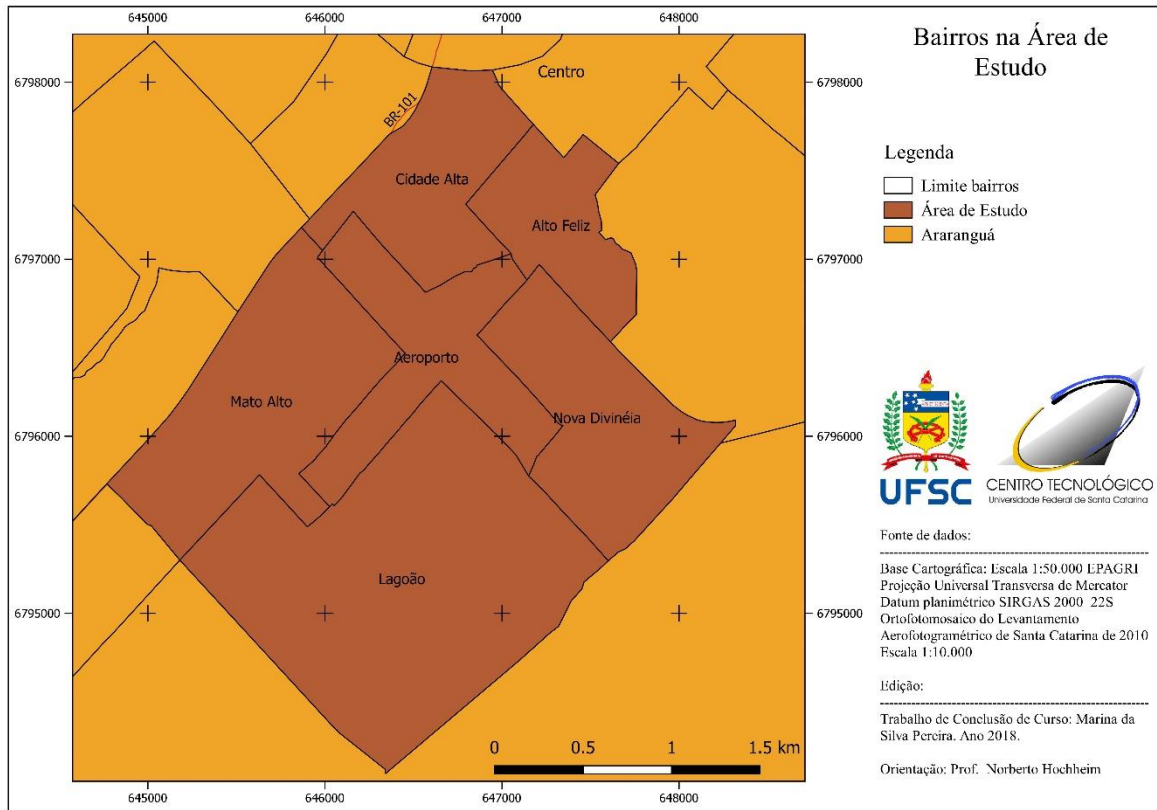 Bairros na Área de
Estudo
645000
646000
647000
648000
6798000
6798000
Centro
BR-101
Cidade Alta
Alto Feliz
6797000
6797000
Aeroporto
Mato Alto
Nova Divinéia
6796000
6796000
Lagoão
6795000
6795000
0 0.5 1 1.5 km
645000
646000
647000
648000
Legenda
Limite bairros
Área de Estudo
Araranguá
UFSC
CENTRO TECNOLÓGICO
Universidade Federal de Santa Catarina
Fonte de dados:
Base Cartográfica: Escala 1:50.000 EPAGRI
Projeção Universal Transversa de Mercator
Datum planimétrico SIRGAS 2000 22S
Ortofotomosaico do Levantamento
Aerofotogramétrico de Santa Catarina de 2010
Escala 1:10.000
Edição:
Trabalho de Conclusão de Curso: Marina da
Silva Pereira. Ano 2018.
Orientação: Prof. Norberto Hochheim